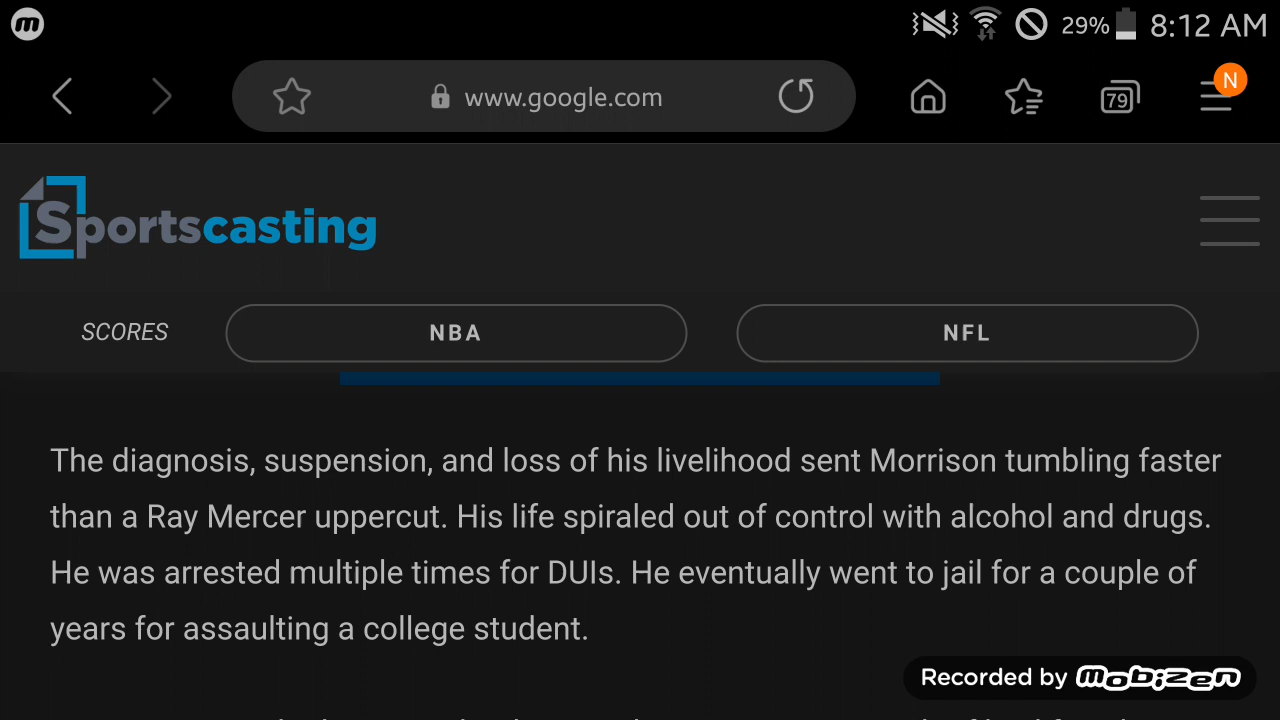 m
29% 8:12 AM
www.google.com
79
N
Sportscasting
SCORES NBA NFL
The diagnosis, suspension, and loss of his livelihood sent Morrison tumbling faster
than a Ray Mercer uppercut. His life spiraled out of control with alcohol and drugs.
He was arrested multiple times for DUIs. He eventually went to jail for a couple of
years for assaulting a college student.
Recorded by mobizen